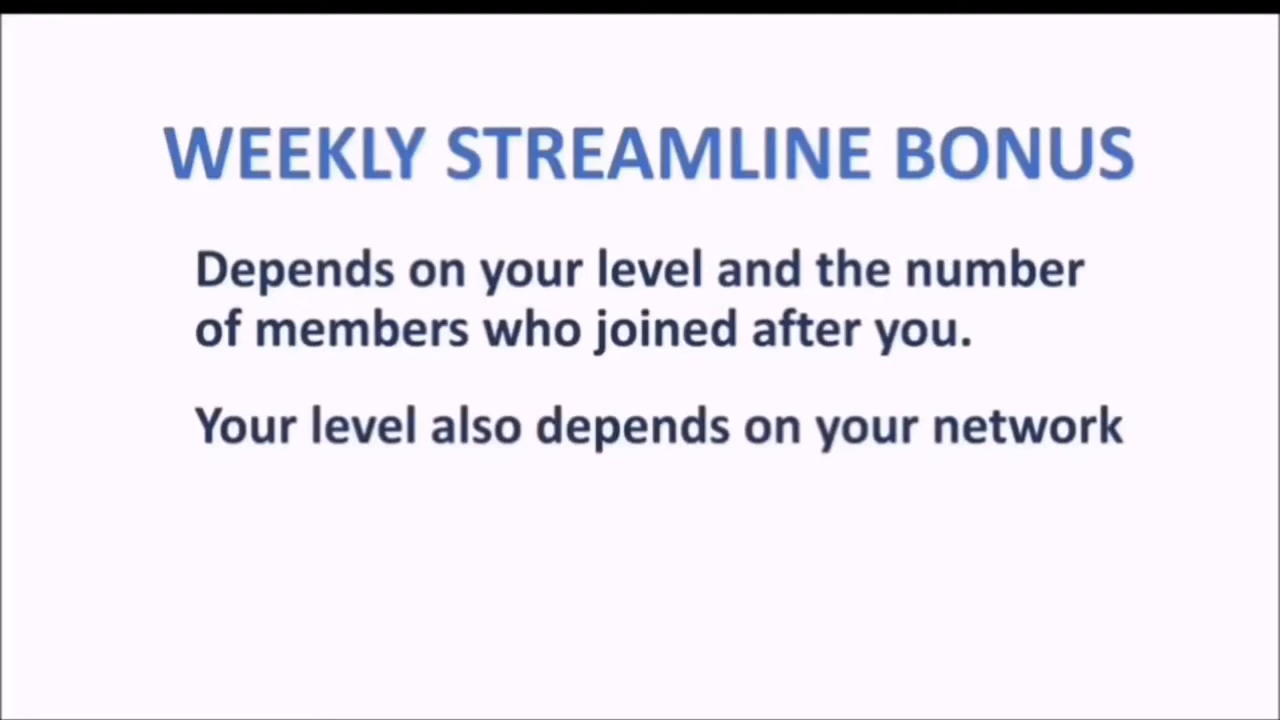 WEEKLY STREAMLINE BONUS
Depends on your level and the number
of members who joined after you.
Your level also depends on your network